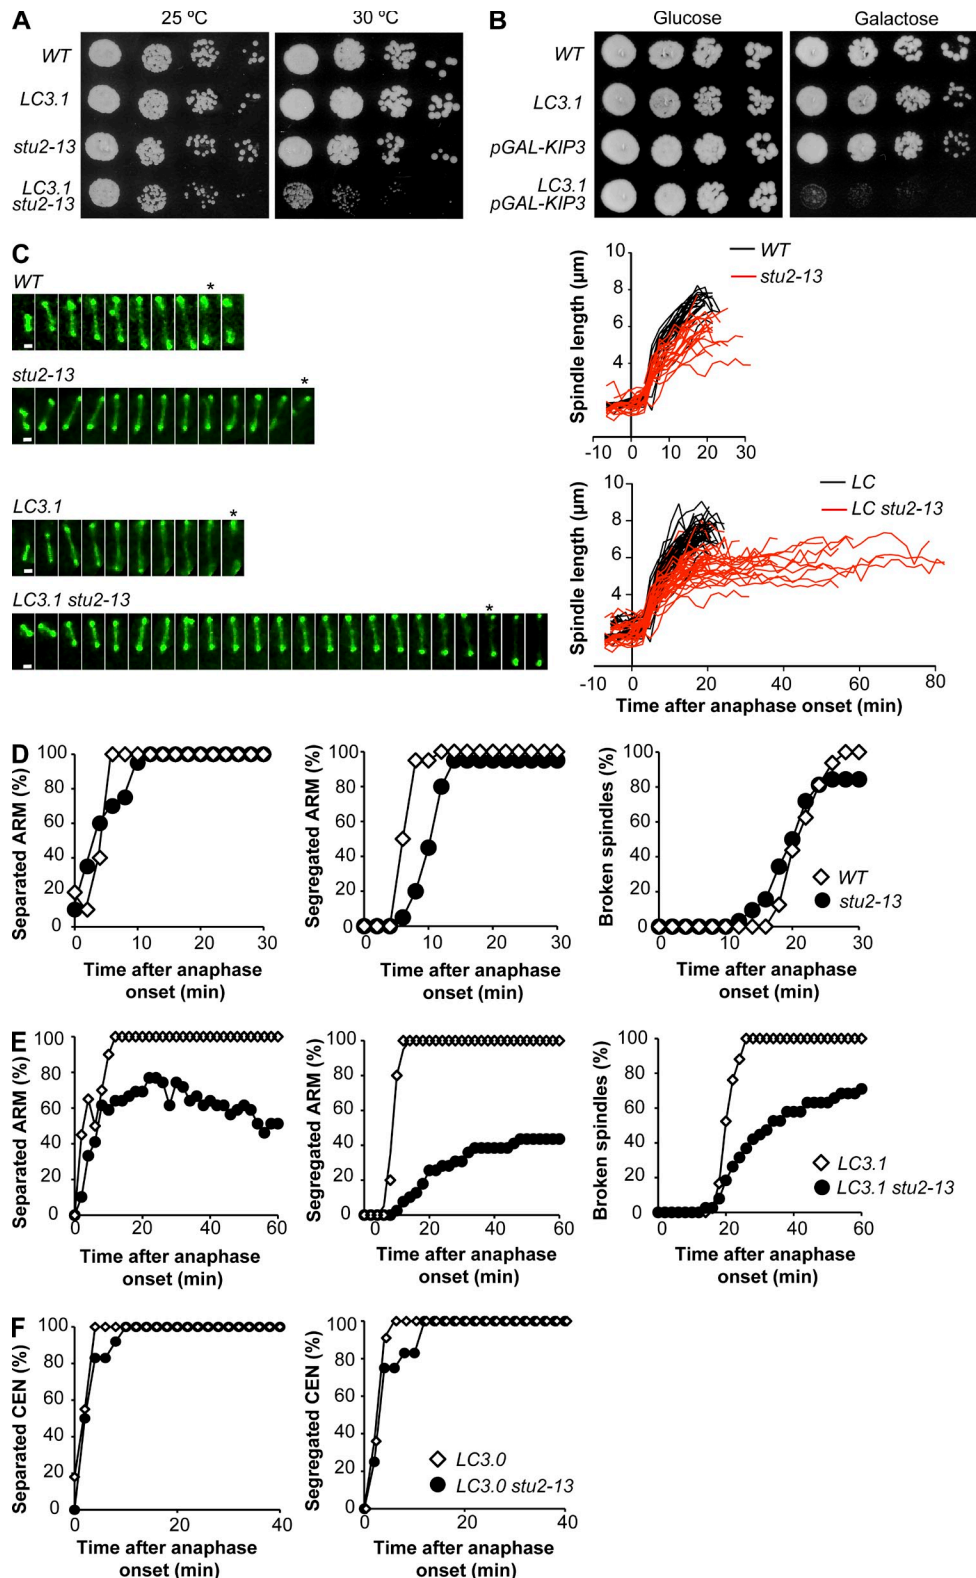 A
25 ºC
30 ºC
WT
LC3.1
stu2-13
LC3.1
stu2-13
B
Glucose
Galactose
WT
LC3.1
pGAL-KIP3
LC3.1
pGAL-KIP3
C
WT
*
stu2-13
*
LC3.1
*
LC3.1 stu2-13
*
Spindle length (µm)
10
8
6
4
-10 0 10 20 30
WT
stu2-13
Spindle length (µm)
10
8
6
4
-10 0 20 40 60 80
Time after anaphase onset (min)
LC
LC stu2-13
D
Separated ARM (%)
100
80
60
40
20
0
0 10 20 30
Time after anaphase
onset (min)
Segregated ARM (%)
100
80
60
40
20
0
0 10 20 30
Time after anaphase
onset (min)
Broken spindles (%)
100
80
60
40
20
0
0 10 20 30
Time after anaphase
onset (min)
WT
stu2-13
E
Separated ARM (%)
100
80
60
40
20
0
0 20 40 60
Time after anaphase
onset (min)
Segregated ARM (%)
100
80
60
40
20
0
0 20 40 60
Time after anaphase
onset (min)
Broken spindles (%)
100
80
60
40
20
0
0 20 40 60
Time after anaphase
onset (min)
LC3.1
LC3.1 stu2-13
F
Separated CEN (%)
100
80
60
40
20
0
0 20 40
Time after anaphase
onset (min)
Segregated CEN (%)
100
80
60
40
20
0
0 20 40
Time after anaphase
onset (min)
LC3.0
LC3.0 stu2-13